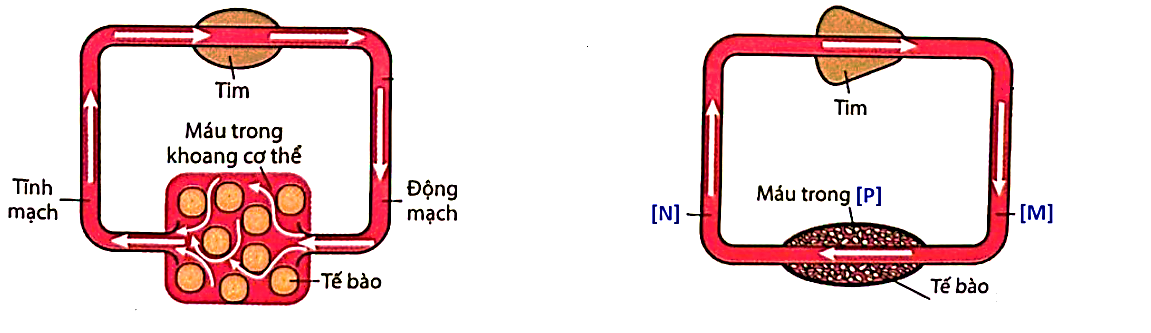 Tim
Máu trong
khoang cơ thể
Tĩnh
mạch
Động
mạch
Tế bào
Tim
Máu trong [P]
[N]
[M]
Tế bào